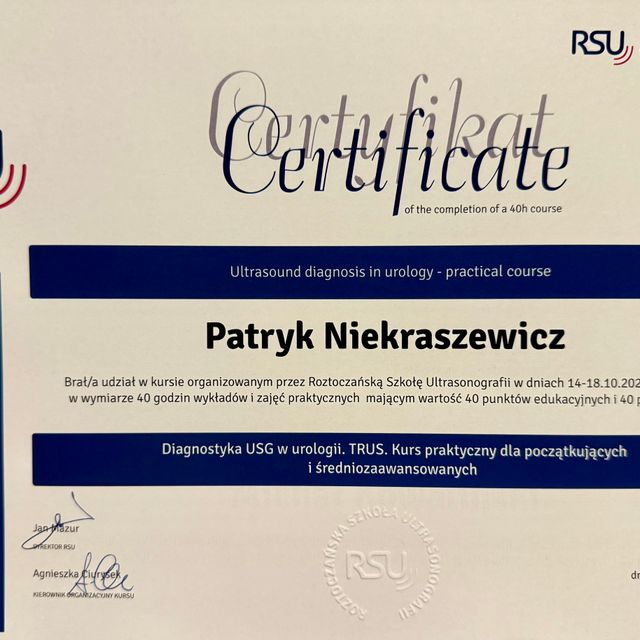 RSU
Certyfikat
Certificate
of the completion of a 40h course
Ultrasound diagnosis in urology - practical course
Patryk Niekraszewicz
Brał/a udział w kursie organizowanym przez Roztoczańską Szkołę Ultrasonografii w dniach 14-18.10.202
w wymiarze 40 godzin wykładów i zajęć praktycznych mającym wartość 40 punktów edukacyjnych i 40 p
Diagnostyka USG w urologii. TRUS. Kurs praktyczny dla początkujących
i średniozaawansowanych
Jan Mazur
DYREKTOR RSU
Agnieszka Ciurysek
KIEROWNIK ORGANIZACYJNY KURSU
ROZTOCZAŃSKA SZKOŁA ULTRASONOGRAFII
RSU
dr